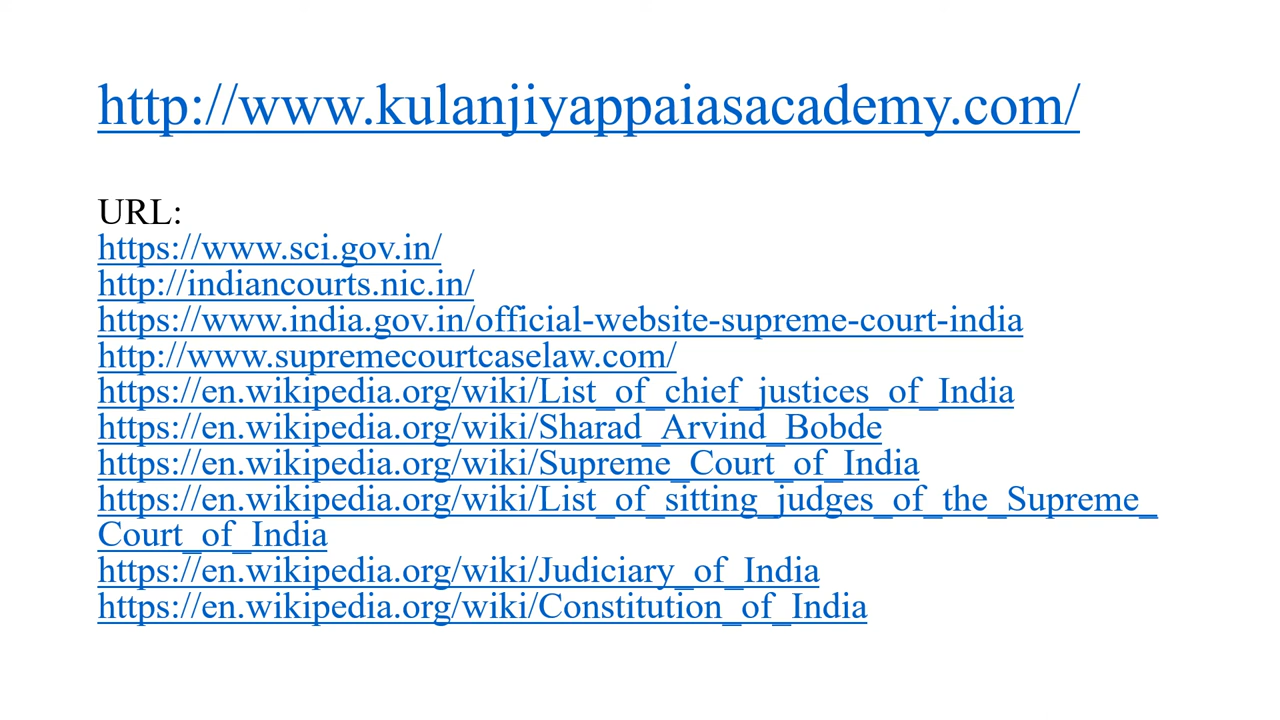 http://www.kulanjiyappaiasacademy.com/
URL:
https://www.sci.gov.in/
http://indiancourts.nic.in/
https://www.india.gov.in/official-website-supreme-court-india
http://www.supremecourtcaselaw.com/
https://en.wikipedia.org/wiki/List_of_chief_justices_of_India
https://en.wikipedia.org/wiki/Sharad_Arvind_Bobde
https://en.wikipedia.org/wiki/Supreme_Court_of_India
https://en.wikipedia.org/wiki/List_of_sitting_judges_of_the_Supreme_
Court_of_India
https://en.wikipedia.org/wiki/Judiciary_of_India
https://en.wikipedia.org/wiki/Constitution_of_India